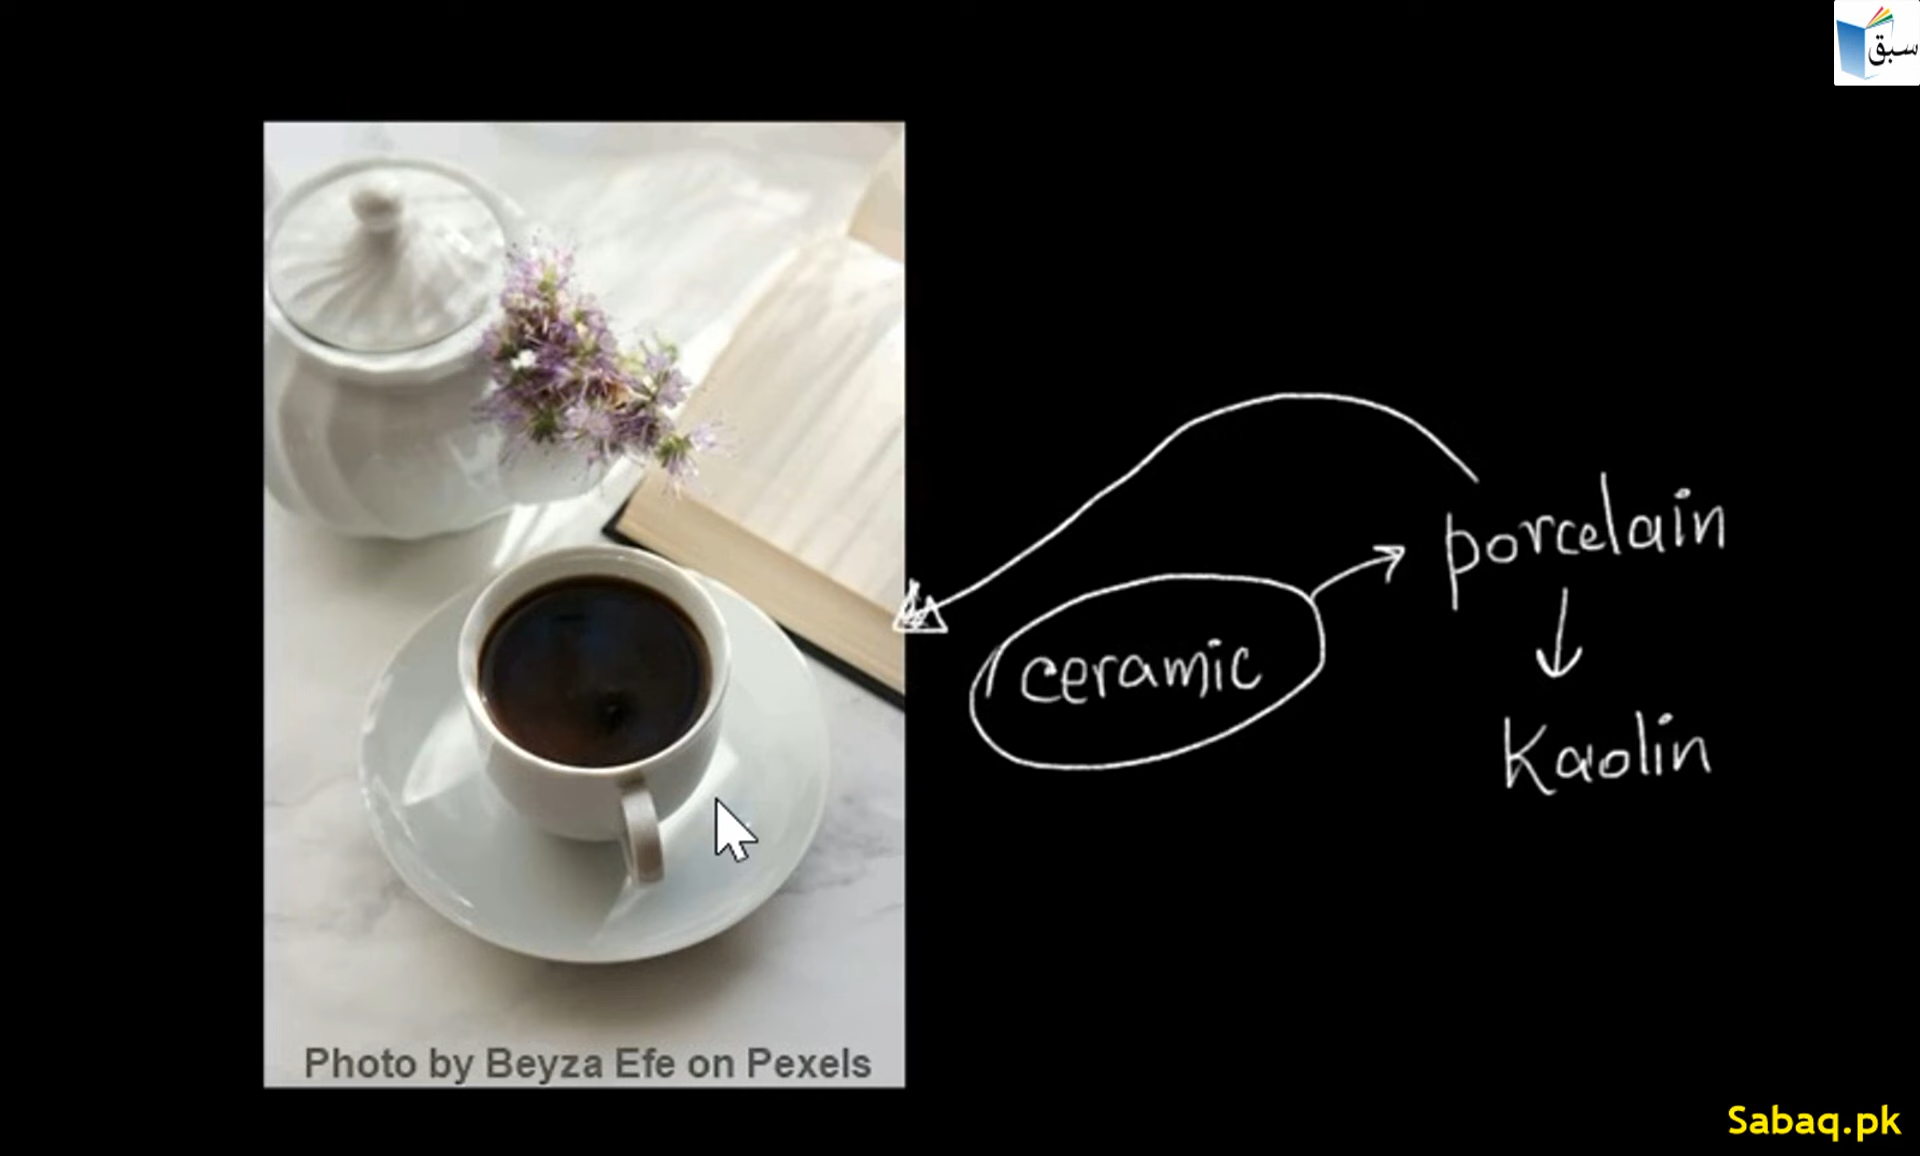 سبق
porcelain
ceramic
Kaolin
Photo by Beyza Efe on Pexels
Sabaq.pk